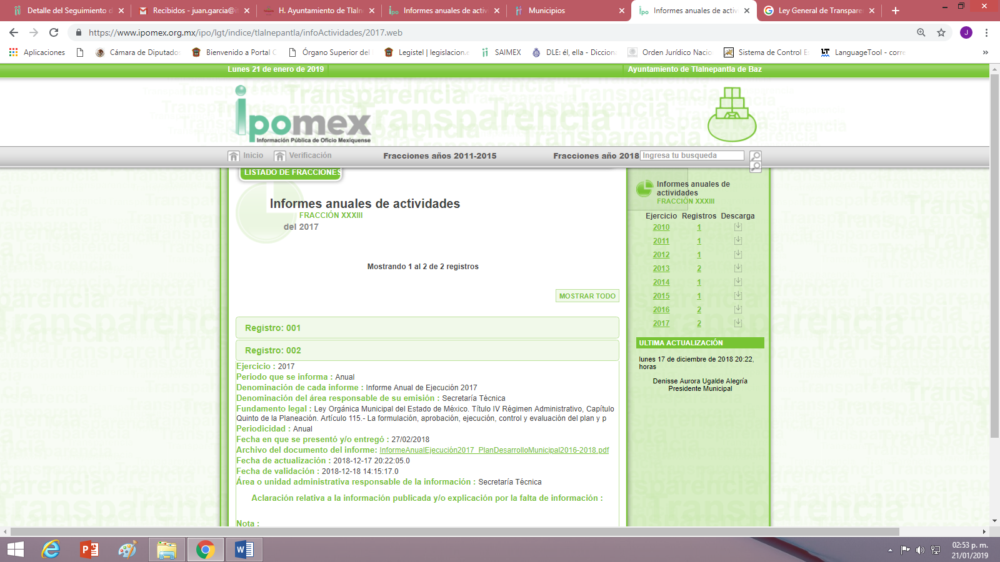 Detalle del Seguimiento d
Recibidos - juan.garcia@i
H. Ayuntamiento de Tlaln
Informes anuales de activ
Municipios
Informes anuales de activ
Ley General de Transpare
https://www.ipomex.org.mx/ipo/lgt/indice/tlalnepantla/infoActividades/2017.web
J
Aplicaciones
Cámara de Diputados
Bienvenido a Portal C
Órgano Superior del
Legistel | legislacion.e
SAIMEX
DLE: él, ella - Diccion
Orden Jurídico Nacio
Sistema de Control Es
LanguageTool - corre
»
Lunes 21 de enero de 2019
Ayuntamiento de Tlalnepantla de Baz
Transparencia
ipomex
Información Pública de Oficio Mexiquense
Inicio
Verificación
Fracciones años 2011-2015
Fracciones año 2018
Ingresa tu busqueda
LISTADO DE FRACCIONES
Informes anuales de actividades
FRACCIÓN XXXIII
del 2017
Mostrando 1 al 2 de 2 registros
MOSTRAR TODO
Registro: 001
Registro: 002
Ejercicio : 2017
Periodo que se informa : Anual
Denominación de cada informe : Informe Anual de Ejecución 2017
Denominación del área responsable de su emisión : Secretaría Técnica
Fundamento legal : Ley Orgánica Municipal del Estado de México. Título IV Régimen Administrativo, Capítulo
Quinto de la Planeación. Artículo 115.- La formulación, aprobación, ejecución, control y evaluación del plan y p
Periodicidad : Anual
Fecha en que se presentó y/o entregó : 27/02/2018
Archivo del documento del informe: InformeAnualEjecución2017_PlanDesarrolloMunicipal2016-2018.pdf
Fecha de actualización : 2018-12-17 20:22:05.0
Fecha de validación : 2018-12-18 14:15:17.0
Área o unidad administrativa responsable de la información : Secretaría Técnica
Aclaración relativa a la información publicada y/o explicación por la falta de información :
Nota :
Informes anuales de
actividades
FRACCIÓN XXXIII
Ejercicio Registros Descarga
2010 1
2011 1
2012 1
2013 2
2014 1
2015 1
2016 2
2017 2
ULTIMA ACTUALIZACIÓN
lunes 17 de diciembre de 2018 20:22,
horas
Denisse Aurora Ugalde Alegría
Presidente Municipal
02:53 p. m.
21/01/2019